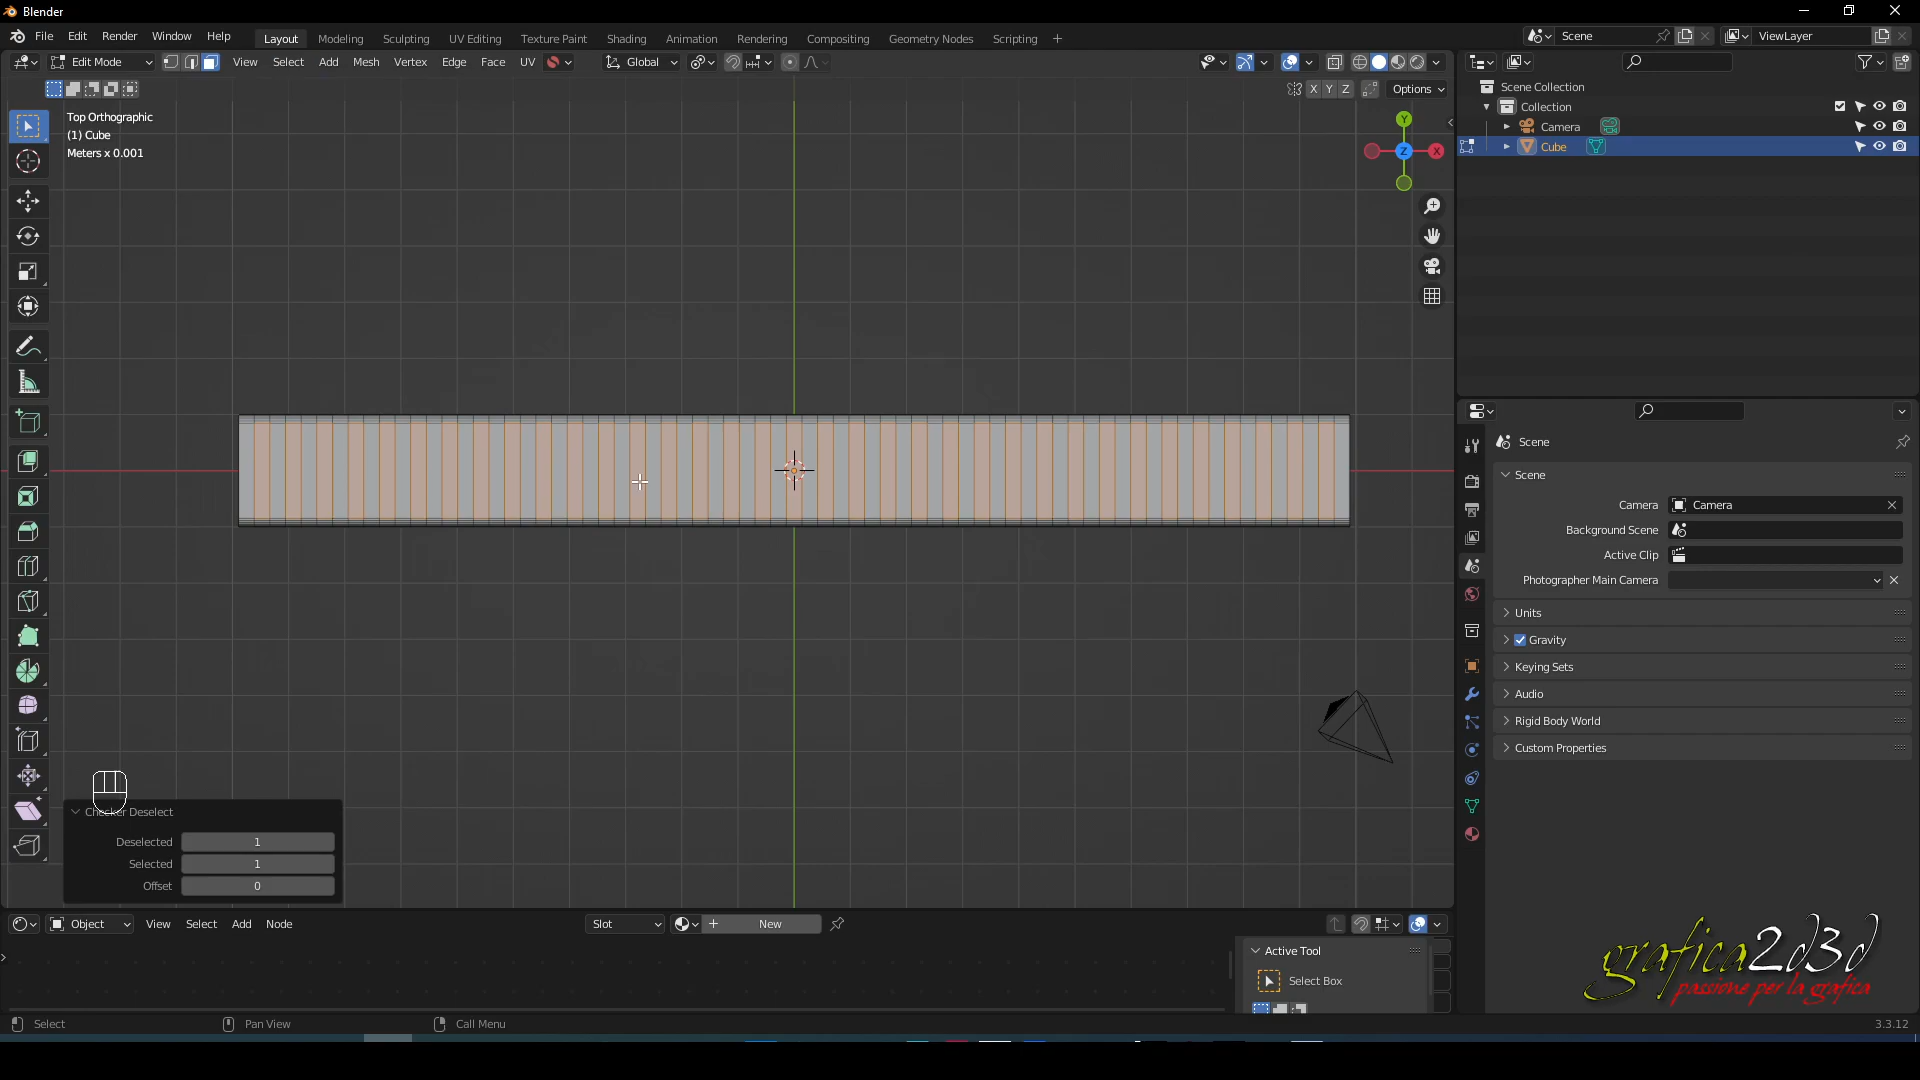 Blender
File Edit Render Window Help
Layout Modeling Sculpting UV Editing Texture Paint Shading Animation Rendering Compositing Geometry Nodes Scripting
Scene ViewLayer
Edit Mode View Select Add Mesh Vertex Edge Face UV Global
X Y Z Options
Scene Collection
Collection
Camera
Cube
Top Orthographic
(1) Cube
Meters x 0.001
Y
Z X
Scene
Scene
Camera Camera
Background Scene
Active Clip
Photographer Main Camera
Units
Gravity
Keying Sets
Audio
Rigid Body World
Custom Properties
Checker Deselect
Deselected 1
Selected 1
Offset 0
Object View Select Add Node Slot New
Active Tool
Select Box
grafica2d3d
passione per la grafica
Select Pan View Call Menu 3.3.12